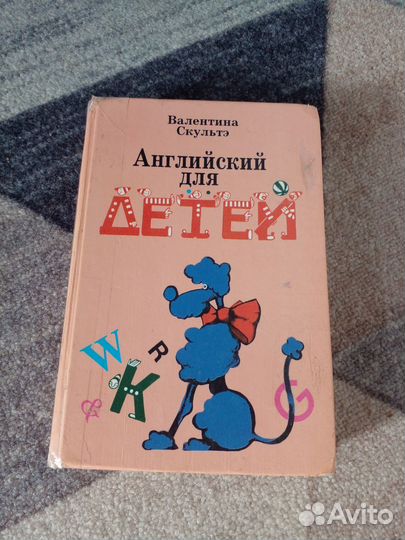 Валентина
Скультэ
Английский
для
ДЕТЕЙ
W
R
K
G
Avito